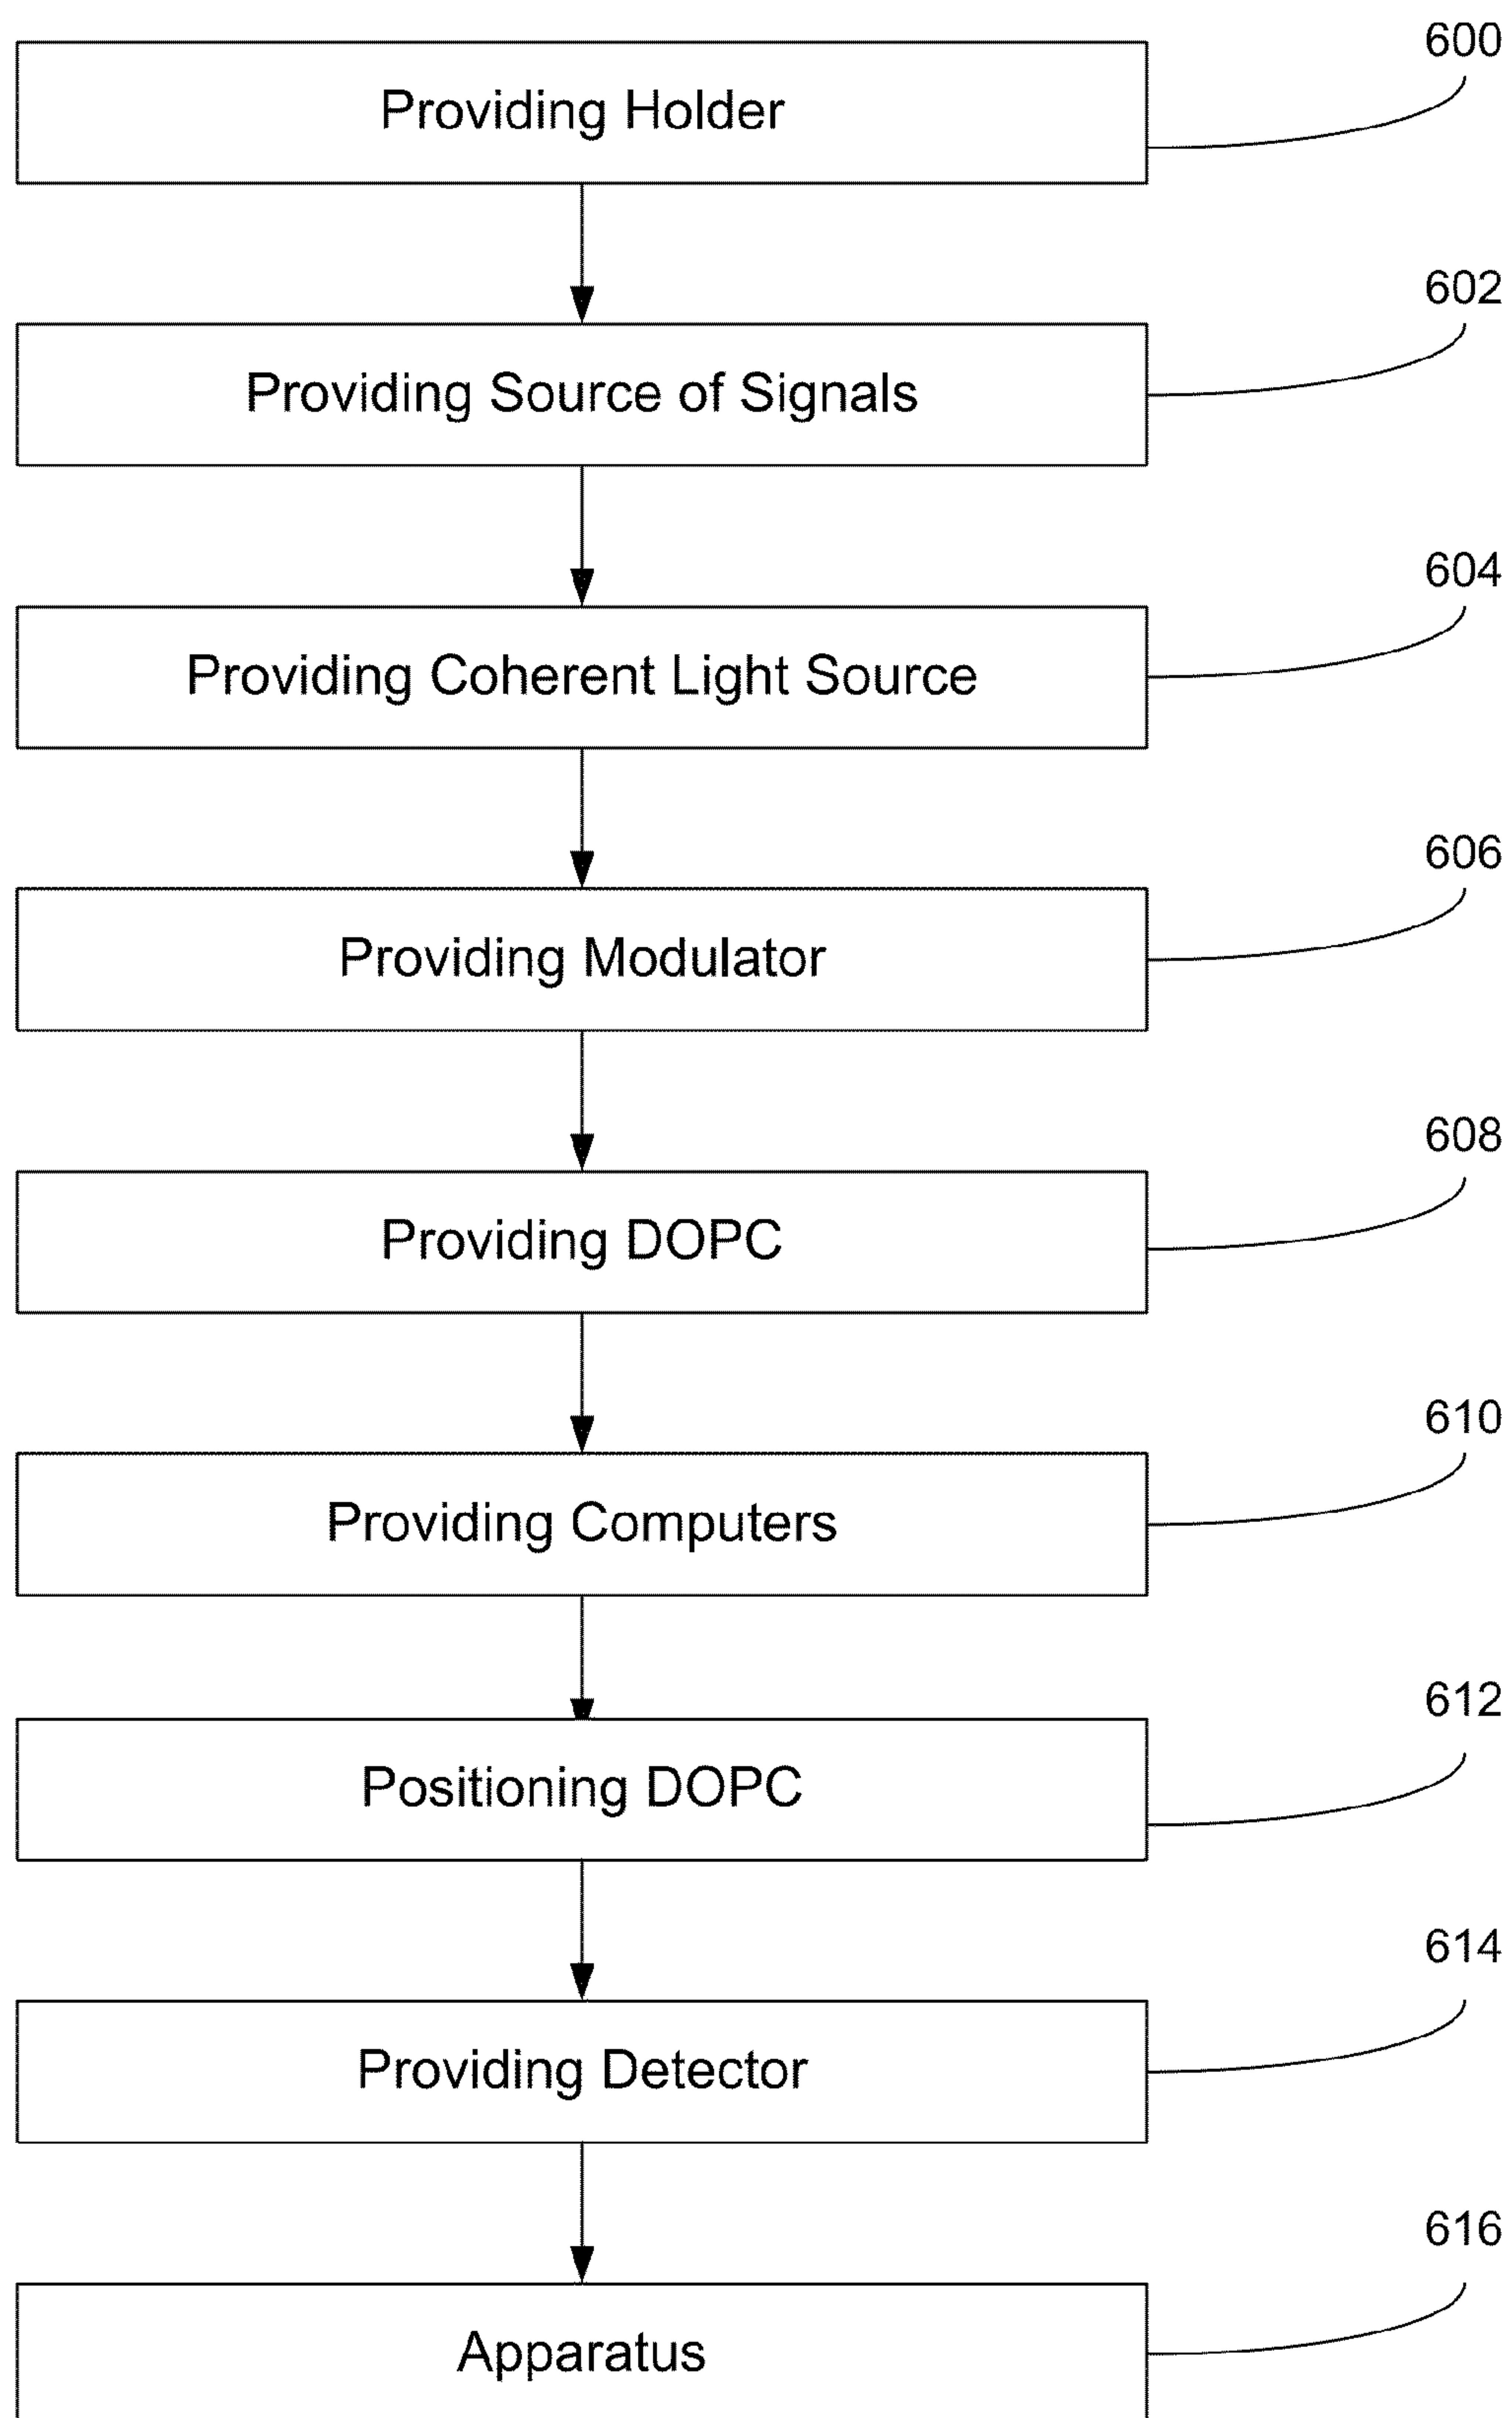 600
Providing Holder
602
Providing Source of Signals
604
Providing Coherent Light Source
606
Providing Modulator
608
Providing DOPC
610
Providing Computers
612
Positioning DOPC
614
Providing Detector
616
Apparatus